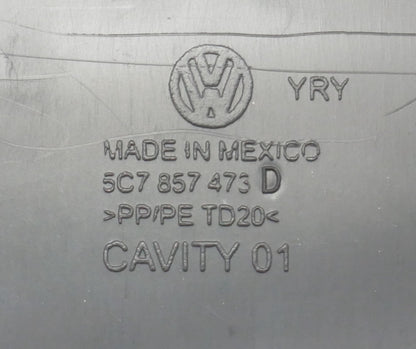 YRY
MADE IN MEXICO
5C7 857 473 D
>PP/PE TD20<
CAVITY 01